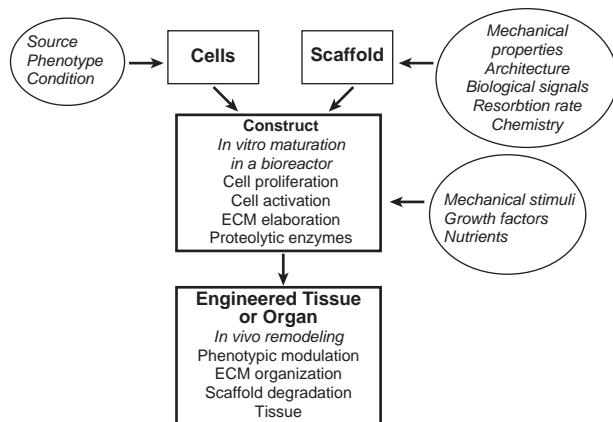 Source
Phenotype
Condition
Cells
Scaffold
Mechanical
properties
Architecture
Biological signals
Resorbtion rate
Chemistry
Construct
In vitro maturation
in a bioreactor
Cell proliferation
Cell activation
ECM elaboration
Proteolytic enzymes
Mechanical stimuli
Growth factors
Nutrients
Engineered Tissue
or Organ
In vivo remodeling
Phenotypic modulation
ECM organization
Scaffold degradation
Tissue